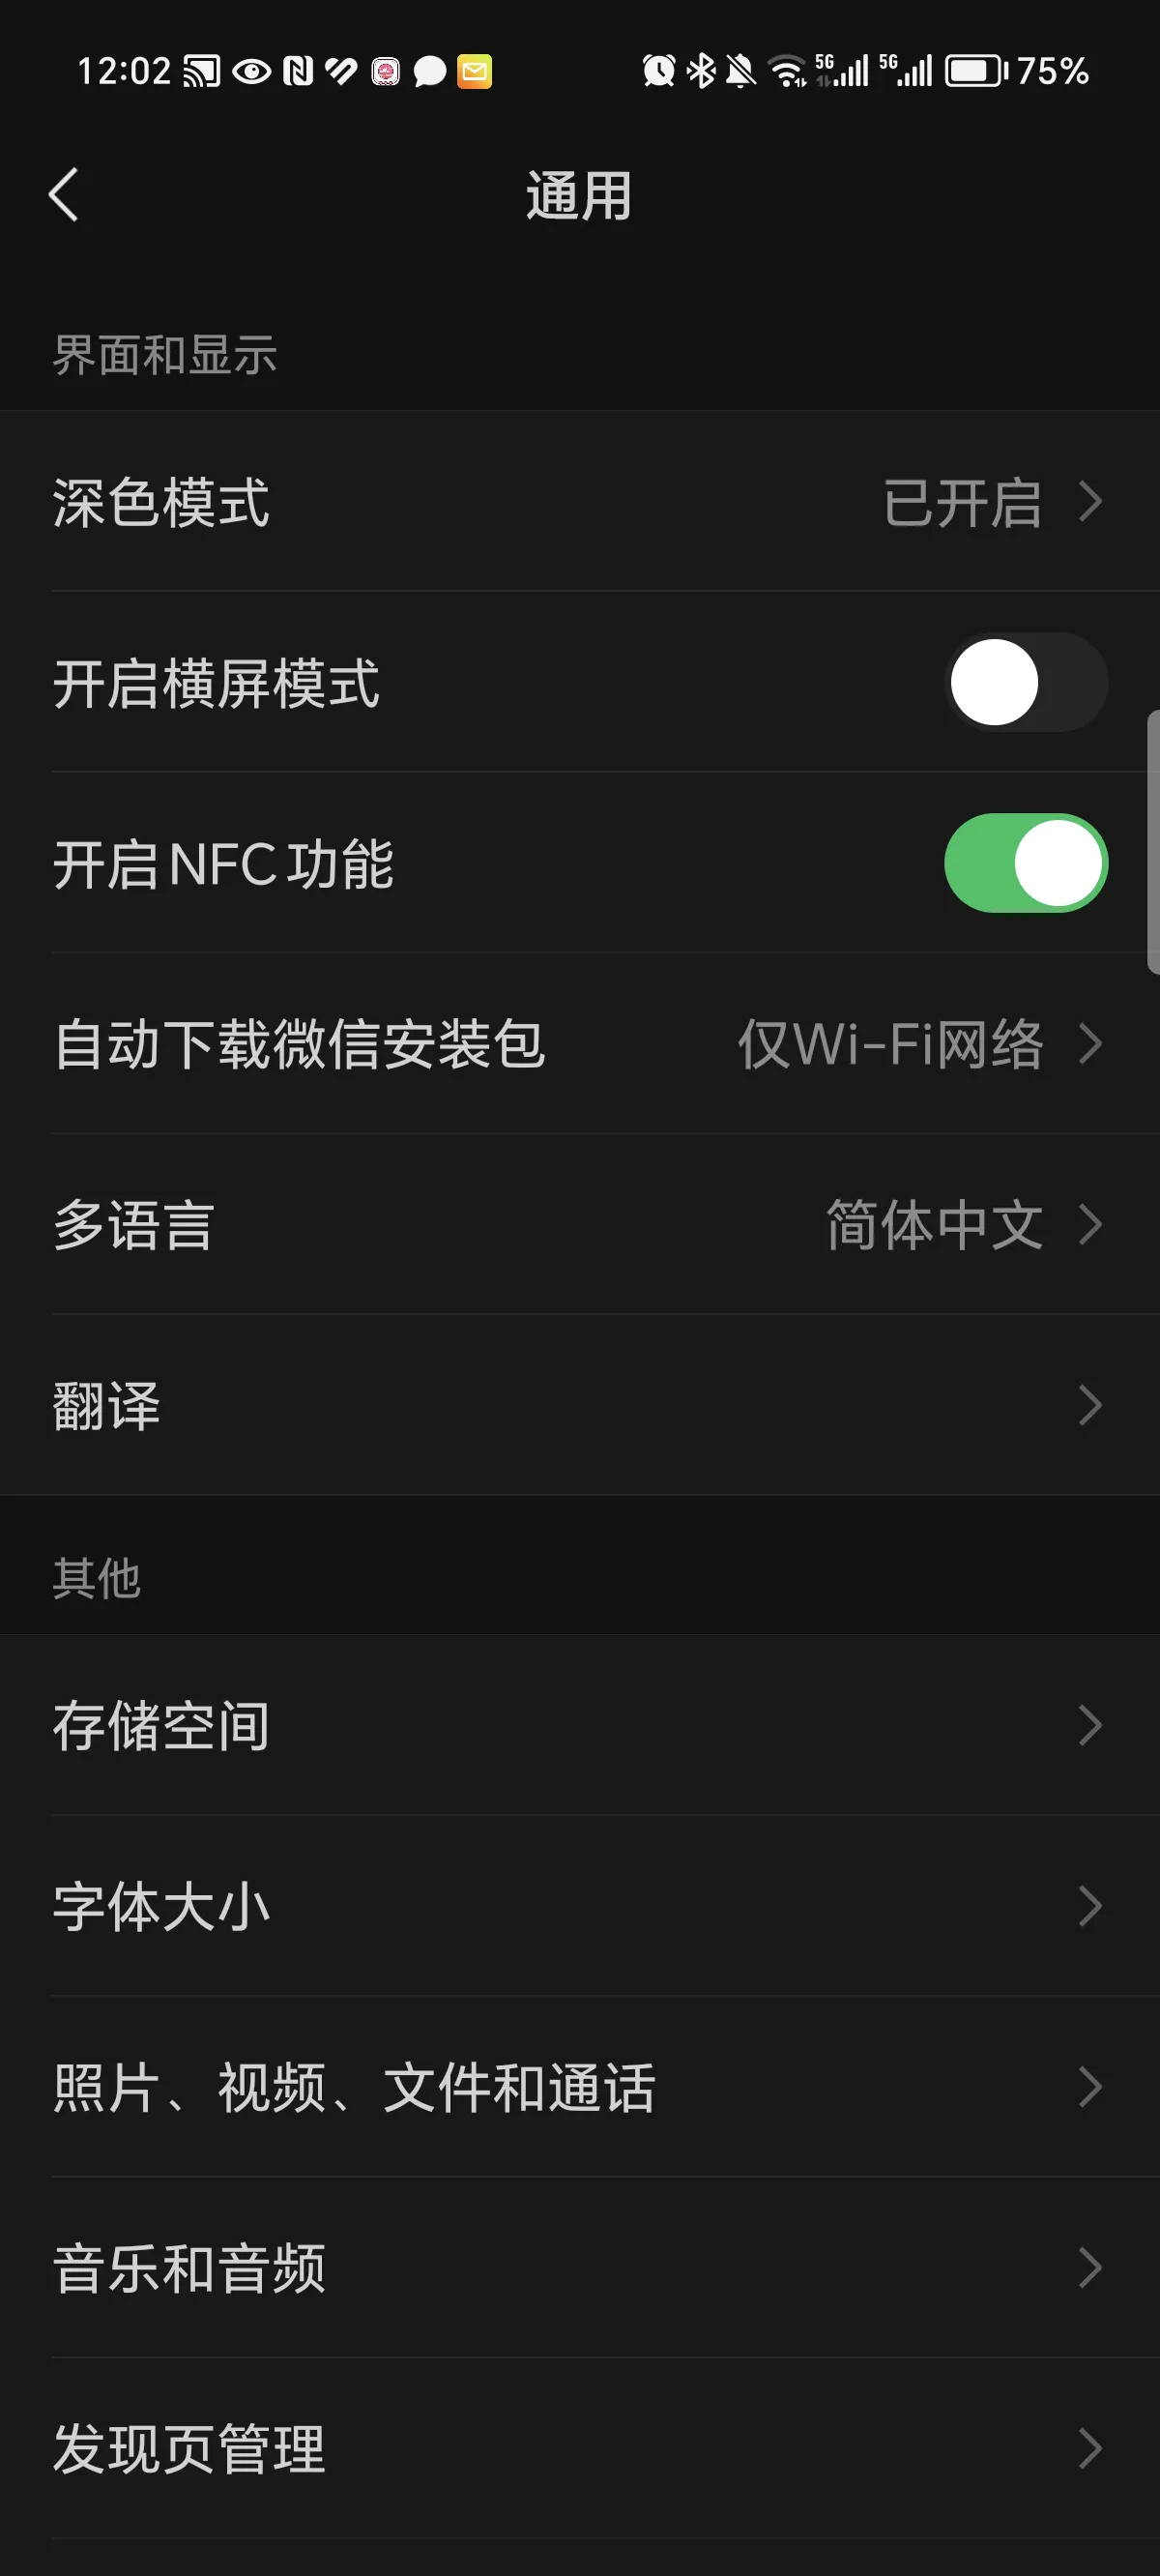 12:02 5G 5G 75%
通用
界面和显示
深色模式 已开启
开启横屏模式
开启NFC功能
自动下载微信安装包 仅Wi-Fi网络
多语言 简体中文
翻译
其他
存储空间
字体大小
照片、视频、文件和通话
音乐和音频
发现页管理